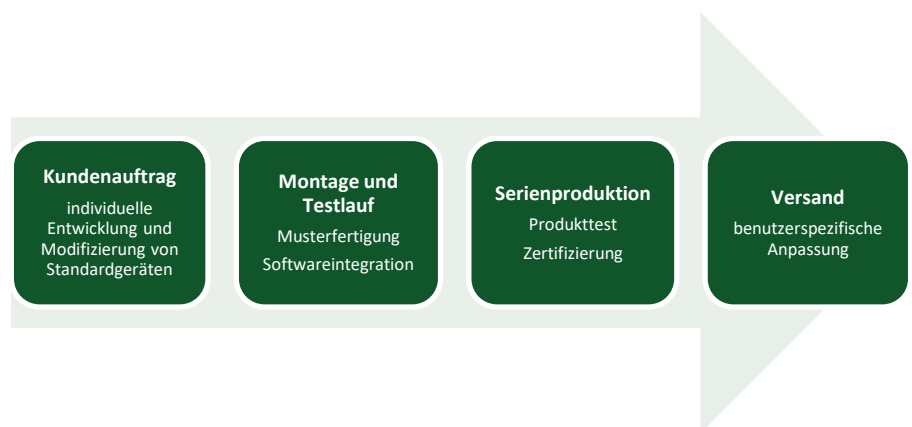 Kundenauftrag
individuelle
Entwicklung und
Modifizierung von
Standardgeräten
Montage und
Testlauf
Musterfertigung
Softwareintegration
Serienproduktion
Produkttest
Zertifizierung
Versand
benutzerspezifische
Anpassung